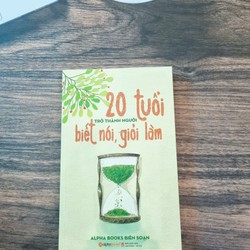 20 tuổi
TRỞ THÀNH NGƯỜI
biết nói, giỏi làm
ALPHA BOOKS BIÊN SOẠN